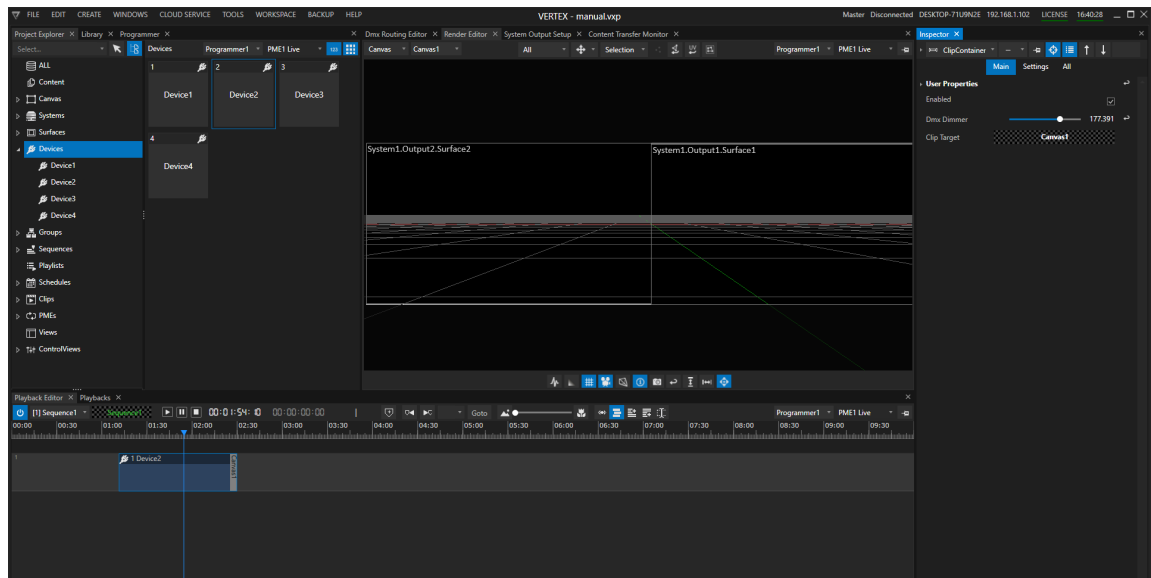 FILE EDIT CREATE WINDOWS CLOUD SERVICE TOOLS WORKSPACE BACKUP HELP VERTEX - manual.vxp Master Disconnected DESKTOP-71U9N2E 192.168.1.102 LICENSE 16:40:28
Project Explorer Library Programmer
Select...
ALL
Content
Canvas
Systems
Surfaces
Devices
Device1
Device2
Device3
Device4
Groups
Sequences
Playlists
Schedules
Clips
PMEs
Views
ControlViews
Devices Programmer1 PME1 Live 123
1 2 3
Device1 Device2 Device3
4
Device4
Dmx Routing Editor Render Editor System Output Setup Content Transfer Monitor
Canvas Canvas1 All Selection UV Programmer1 PME1 Live
System1.Output2.Surface2 System1.Output1.Surface1
Inspector
ClipContainer –
Main Settings All
User Properties
Enabled
Dmx Dimmer 177.391
Clip Target Canvas1
Playback Editor Playbacks
[1] Sequence1 Sequence1 00:01:54:10 00:00:00:00 Goto Programmer1 PME1 Live
00:00 00:30 01:00 01:30 02:00 02:30 03:00 03:30 04:00 04:30 05:00 05:30 06:00 06:30 07:00 07:30 08:00 08:30 09:00 09:30
1 1 Device2 Canvas1